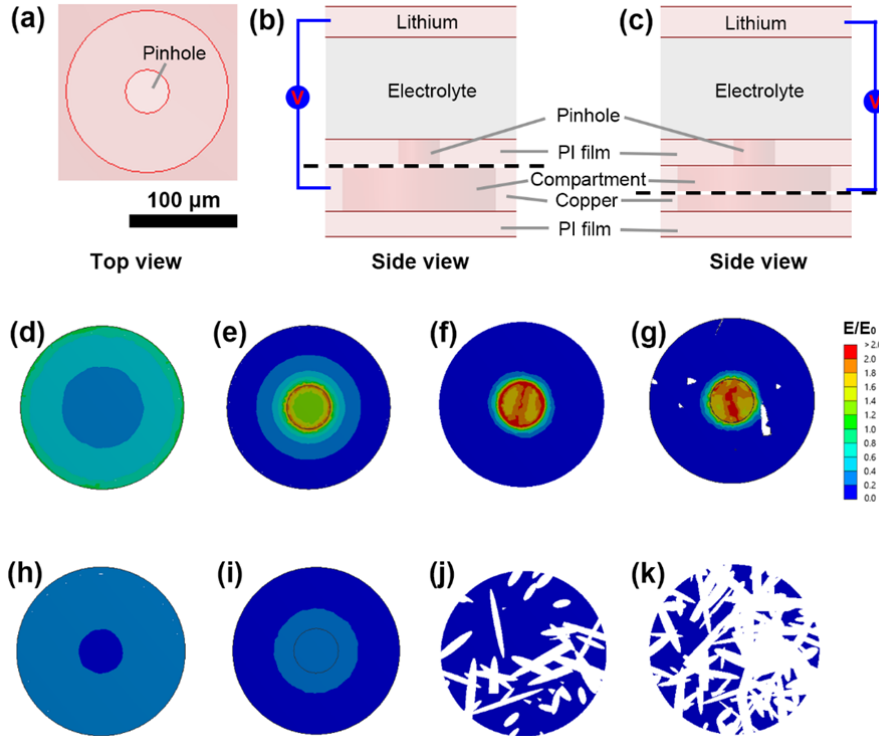 (a)
Pinhole
100 µm
Top view
(b)
Lithium
V
Electrolyte
Pinhole
PI film
Compartment
Copper
PI film
Side view
(c)
Lithium
V
Electrolyte
Side view
(d)
(e)
(f)
(g)
E/E₀
>2.0
2.0
1.8
1.6
1.4
1.2
1.0
0.8
0.6
0.4
0.2
0.0
(h)
(i)
(j)
(k)